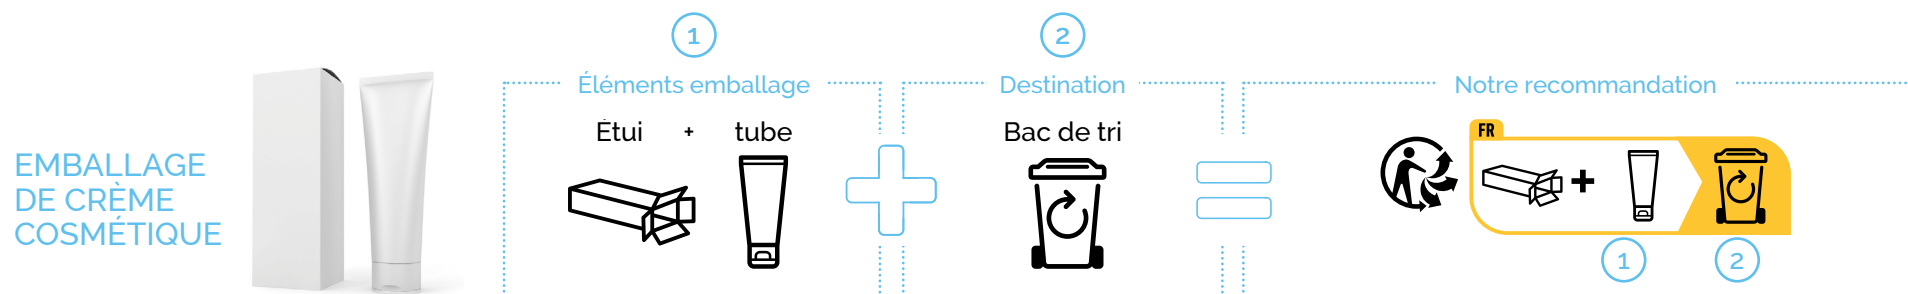 EMBALLAGE
DE CRÈME
COSMÉTIQUE
1
Éléments emballage
Étui + tube
2
Destination
Bac de tri
Notre recommandation
FR
+
1
2